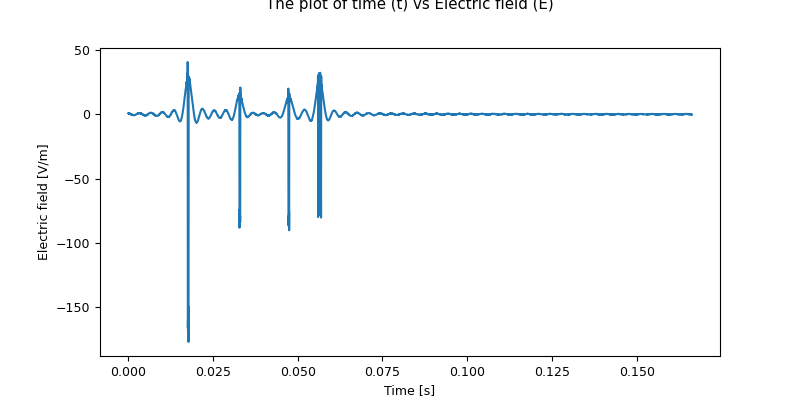 The plot of time (t) vs Electric field (E)
50
0
−50
−100
−150
Electric field [V/m]
0.000 0.025 0.050 0.075 0.100 0.125 0.150
Time [s]